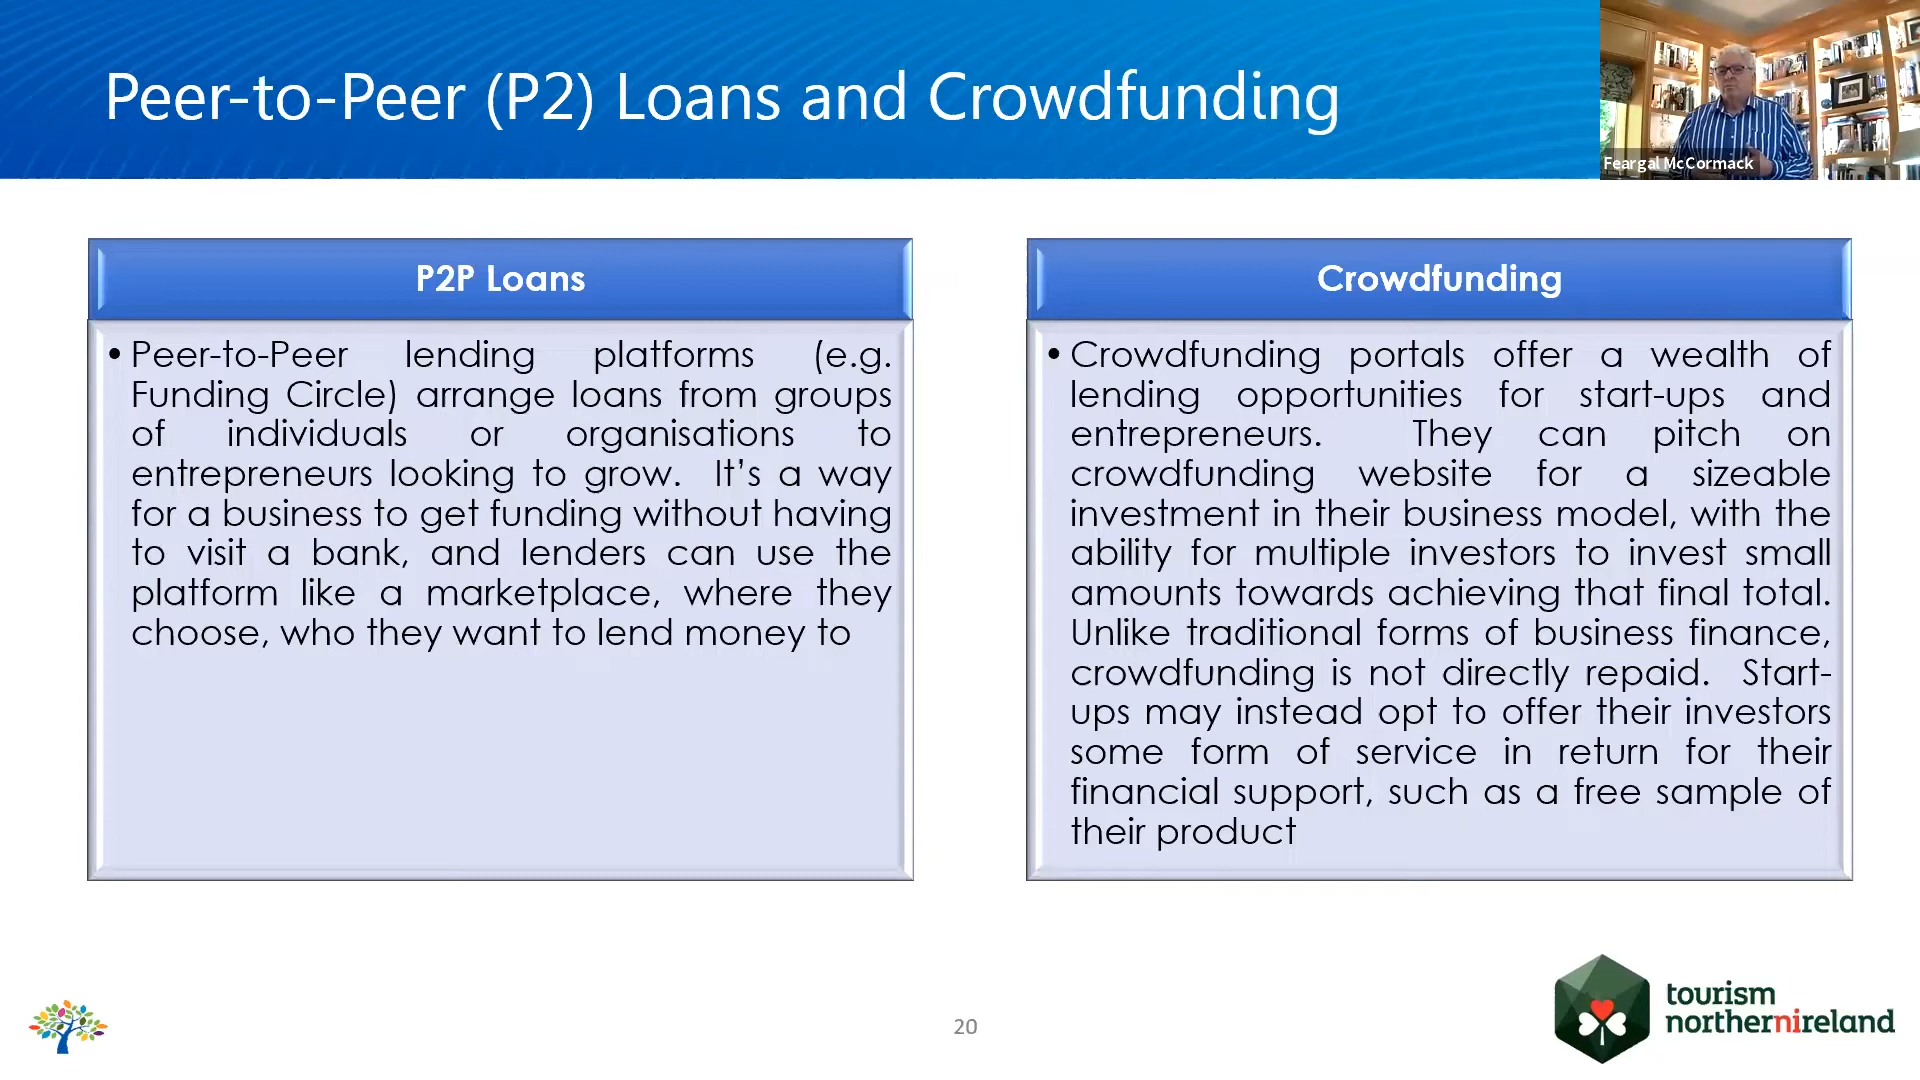 Peer-to-Peer (P2) Loans and Crowdfunding
Feargal McCormack
P2P Loans
• Peer-to-Peer lending platforms (e.g.
Funding Circle) arrange loans from groups
of individuals or organisations to
entrepreneurs looking to grow. It’s a way
for a business to get funding without having
to visit a bank, and lenders can use the
platform like a marketplace, where they
choose, who they want to lend money to
Crowdfunding
• Crowdfunding portals offer a wealth of
lending opportunities for start-ups and
entrepreneurs. They can pitch on
crowdfunding website for a sizeable
investment in their business model, with the
ability for multiple investors to invest small
amounts towards achieving that final total.
Unlike traditional forms of business finance,
crowdfunding is not directly repaid. Start-
ups may instead opt to offer their investors
some form of service in return for their
financial support, such as a free sample of
their product
20
tourism
northernireland